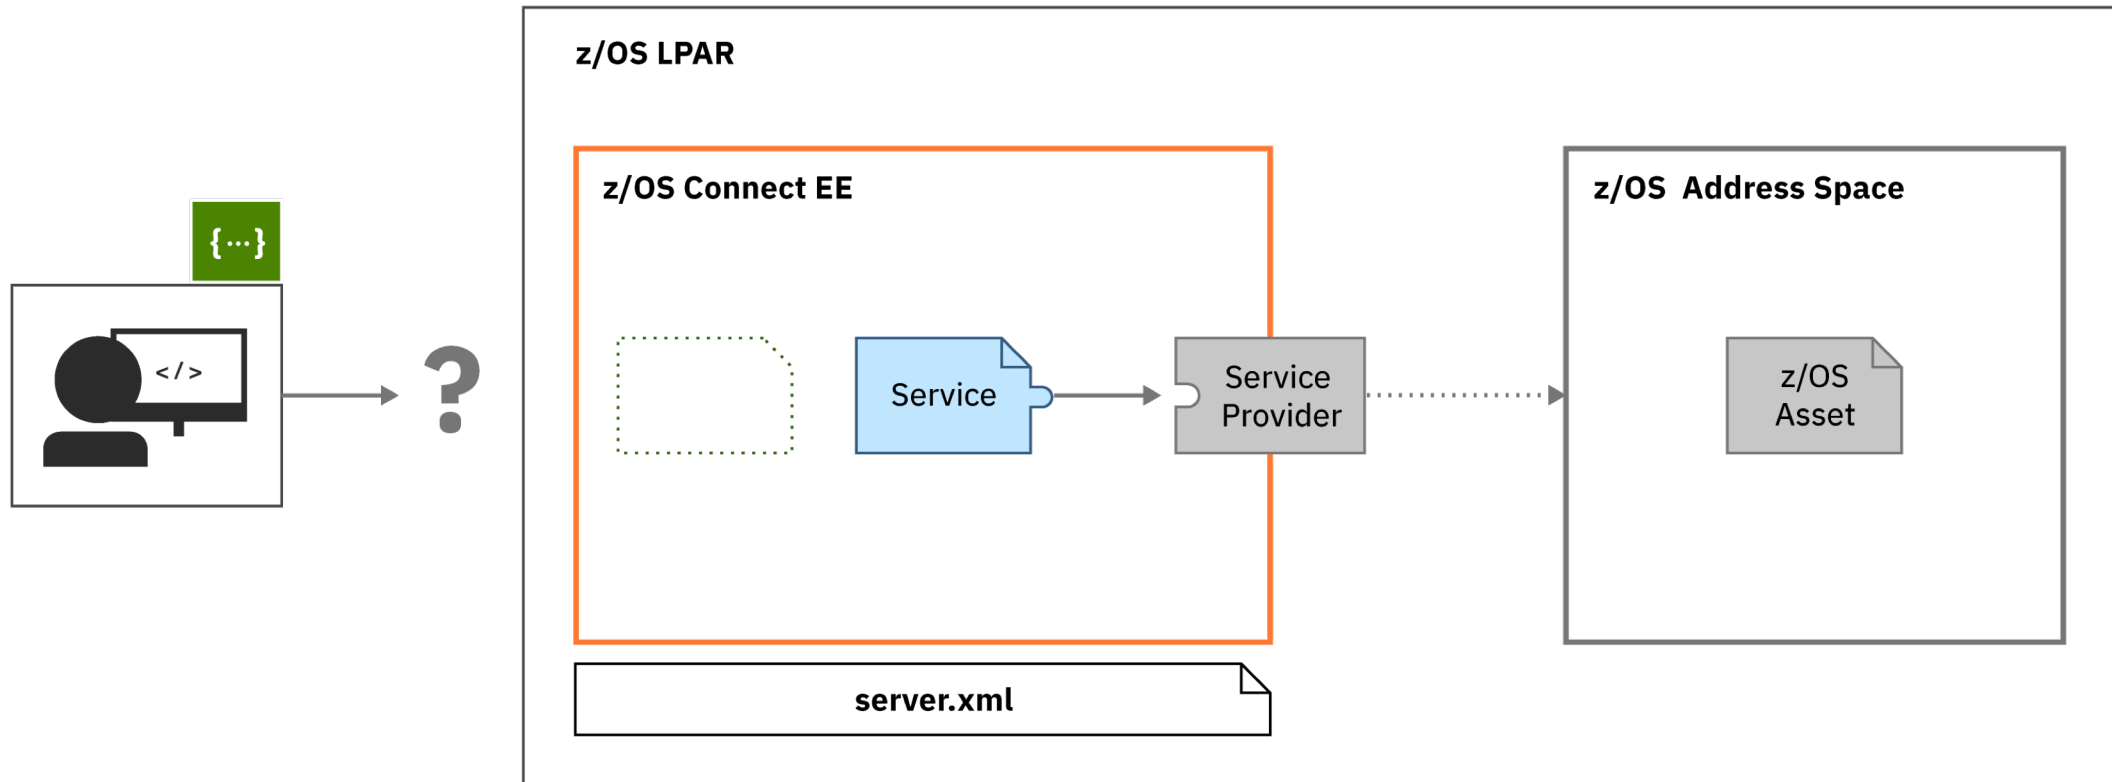 z/OS LPAR
z/OS Connect EE
z/OS Address Space
{...}
</>
?
Service
Service
Provider
z/OS
Asset
server.xml